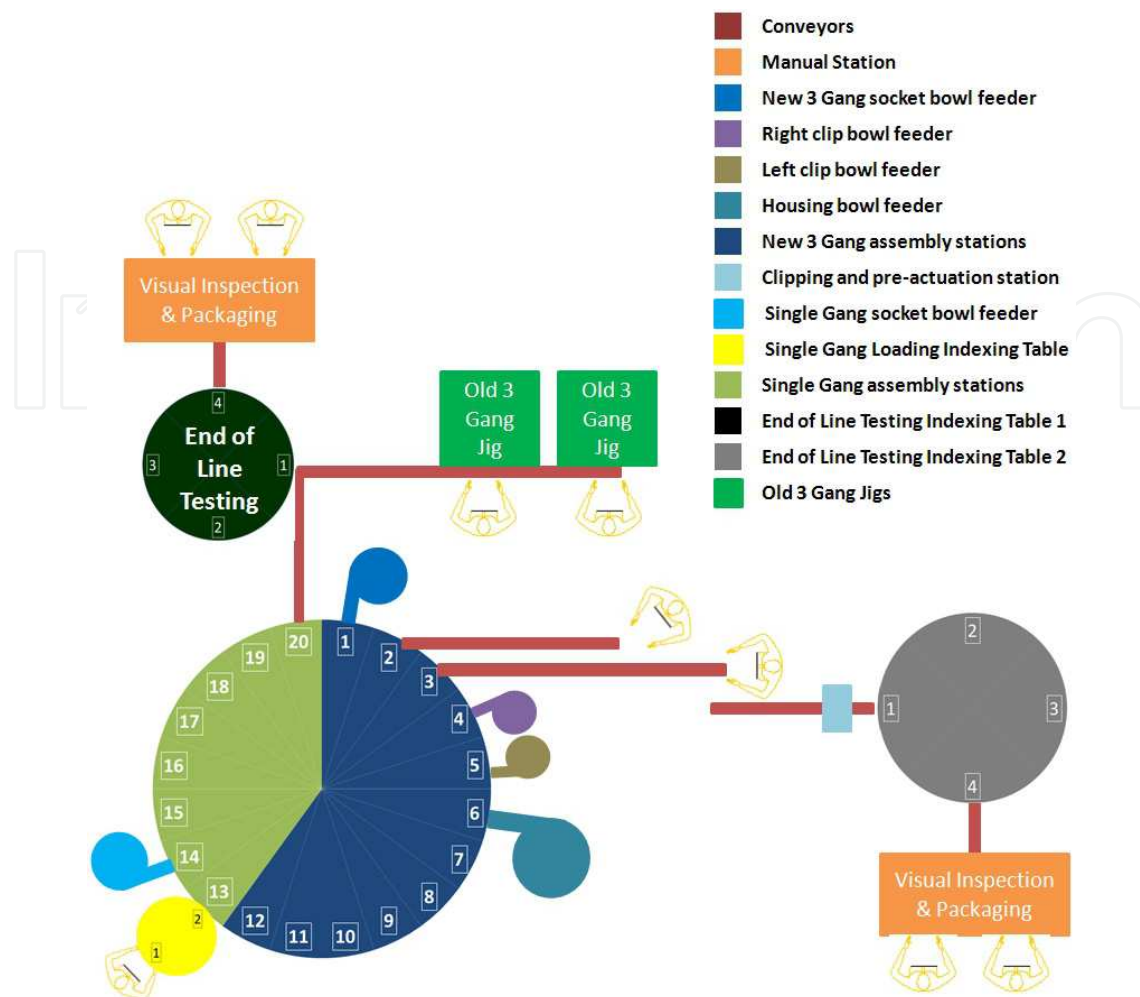 Conveyors
Manual Station
New 3 Gang socket bowl feeder
Right clip bowl feeder
Left clip bowl feeder
Housing bowl feeder
New 3 Gang assembly stations
Clipping and pre-actuation station
Single Gang socket bowl feeder
Single Gang Loading Indexing Table
Single Gang assembly stations
End of Line Testing Indexing Table 1
End of Line Testing Indexing Table 2
Old 3 Gang Jigs
Visual Inspection
& Packaging
4
End of
Line
Testing
3
1
2
Old 3
Gang
Jig
Old 3
Gang
Jig
1
2
3
4
5
6
7
8
9
10
11
12
13
14
15
16
17
18
19
20
2
1
2
1
3
4
Visual Inspection
& Packaging